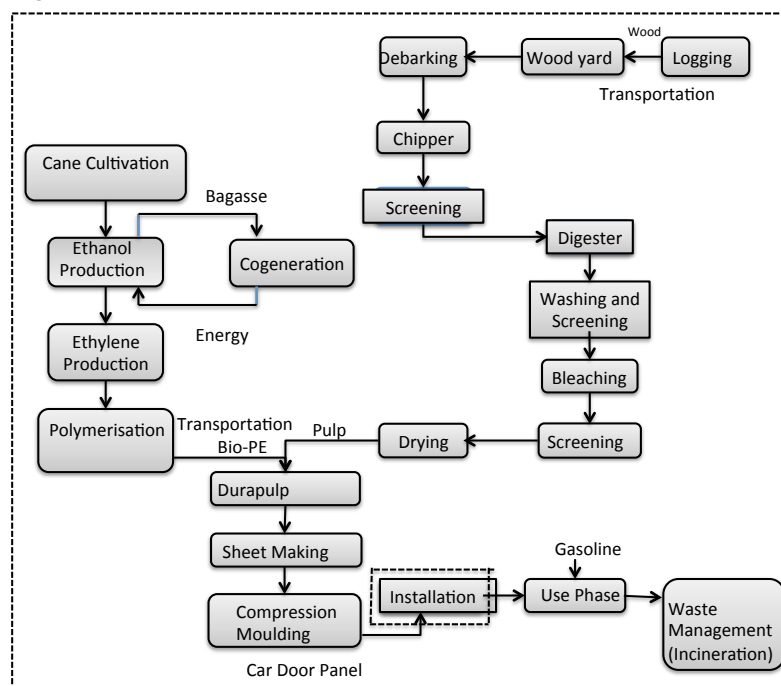 Wood
Debarking
Wood yard
Logging
Transportation
Chipper
Cane Cultivation
Bagasse
Screening
Ethanol
Production
Cogeneration
Digester
Energy
Washing and
Screening
Ethylene
Production
Bleaching
Polymerisation
Transportation
Bio-PE
Pulp
Drying
Screening
Durapulp
Sheet Making
Gasoline
Compression
Moulding
Installation
Use Phase
Waste
Management
(Incineration)
Car Door Panel